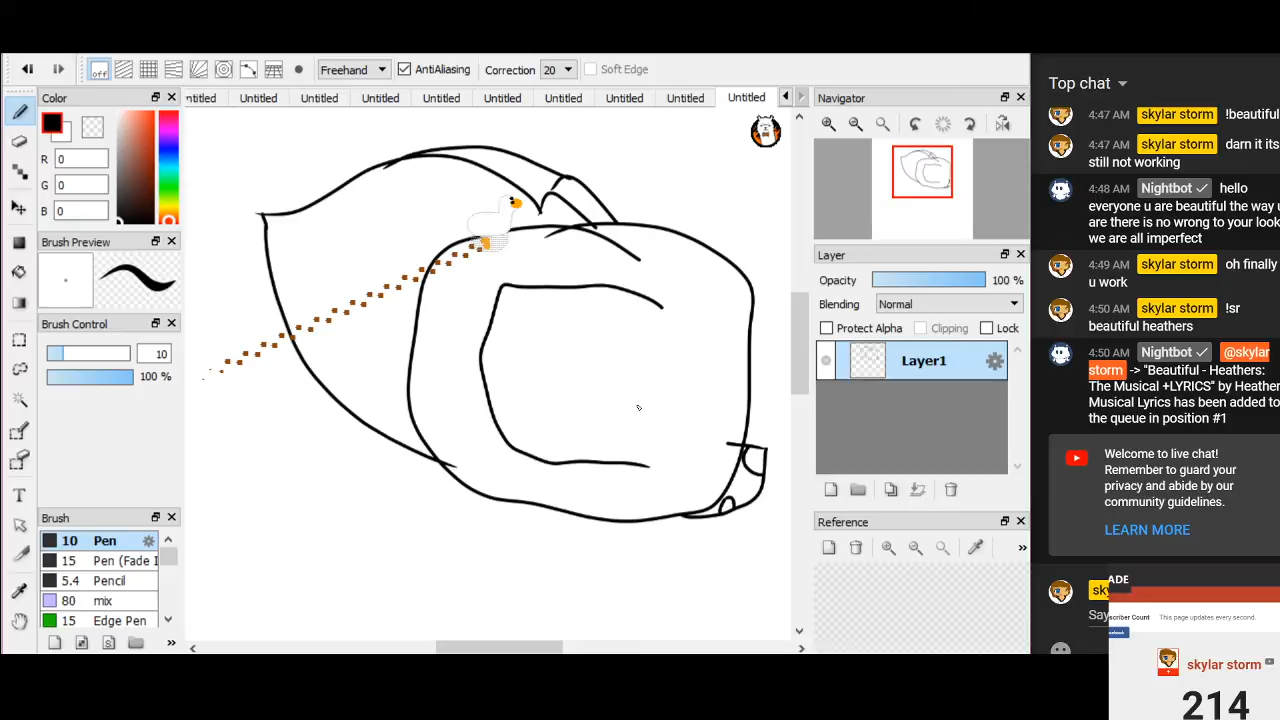 off
Freehand
AntiAliasing
Correction
20
Soft Edge
Color
ntitled
Untitled
Untitled
Untitled
Untitled
Untitled
Untitled
Untitled
Untitled
Untitled
Navigator
R
0
G
0
B
0
Brush Preview
Brush Control
10
100 %
Brush
10 Pen
15 Pen (Fade I
5.4 Pencil
80 mix
15 Edge Pen
»
T
Layer
Opacity
100 %
Blending
Normal
Protect Alpha
Clipping
Lock
Layer1
Reference
»
Top chat
4:47 AM skylar storm !beautiful
4:47 AM skylar storm darn it its
still not working
4:48 AM Nightbot hello
everyone u are beautiful the way u
are there is no wrong to your look
we are all imperfect
4:49 AM skylar storm oh finally
u work
4:50 AM skylar storm !sr
beautiful heathers
4:50 AM Nightbot @skylar
storm -> "Beautiful - Heathers:
The Musical +LYRICS" by Heather
Musical Lyrics has been added to
the queue in position #1
Welcome to live chat!
Remember to guard your
privacy and abide by our
community guidelines.
LEARN MORE
sky
Say
ADE
scriber Count
This page updates every second.
cebook
skylar storm
214